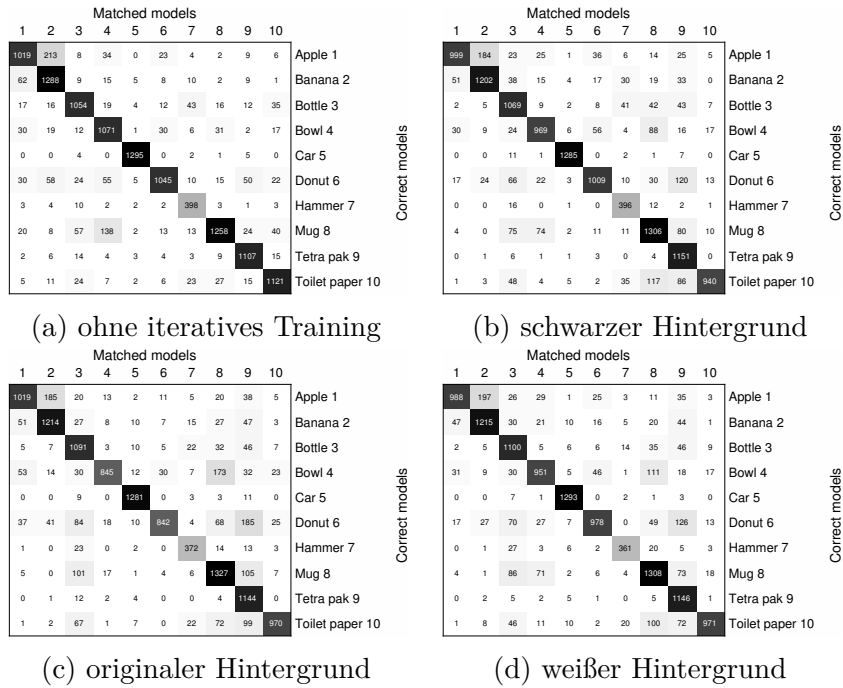 Matched models
1 2 3 4 5 6 7 8 9 10
1019 213 8 34 0 23 4 2 9 6 Apple 1
62 1288 9 15 5 8 10 2 9 1 Banana 2
17 16 1054 19 4 12 43 16 12 35 Bottle 3
30 19 12 1071 1 30 6 31 2 17 Bowl 4
0 0 4 0 1295 0 2 1 5 0 Car 5
30 58 24 55 5 1045 10 15 50 22 Donut 6
3 4 10 2 2 2 398 3 1 3 Hammer 7
20 8 57 138 2 13 13 1258 24 40 Mug 8
2 6 14 4 3 4 3 9 1107 15 Tetra pak 9
5 11 24 7 2 6 23 27 15 1121 Toilet paper 10
Correct models
(a) ohne iteratives Training
Matched models
1 2 3 4 5 6 7 8 9 10
999 184 23 25 1 36 6 14 25 5 Apple 1
51 1202 38 15 4 17 30 19 33 0 Banana 2
2 5 1069 9 2 8 41 42 43 7 Bottle 3
30 9 24 969 6 56 4 88 16 17 Bowl 4
0 0 11 1 1285 0 2 1 7 0 Car 5
17 24 66 22 3 1009 10 30 120 13 Donut 6
0 0 16 0 1 0 396 12 2 1 Hammer 7
4 0 75 74 2 11 11 1306 80 10 Mug 8
0 1 6 1 1 3 0 4 1151 0 Tetra pak 9
1 3 48 4 5 2 35 117 86 940 Toilet paper 10
Correct models
(b) schwarzer Hintergrund
Matched models
1 2 3 4 5 6 7 8 9 10
1019 185 20 13 2 11 5 20 38 5 Apple 1
51 1214 27 8 10 7 15 27 47 3 Banana 2
5 7 1091 3 10 5 22 32 46 7 Bottle 3
53 14 30 845 12 30 7 173 32 23 Bowl 4
0 0 9 0 1281 0 3 3 11 0 Car 5
37 41 84 18 10 842 4 68 185 25 Donut 6
1 0 23 0 2 0 372 14 13 3 Hammer 7
5 0 101 17 1 4 6 1327 105 7 Mug 8
0 1 12 2 4 0 0 4 1144 0 Tetra pak 9
1 2 67 1 7 0 22 72 99 970 Toilet paper 10
Correct models
(c) originaler Hintergrund
Matched models
1 2 3 4 5 6 7 8 9 10
988 197 26 29 1 25 3 11 35 3 Apple 1
47 1215 30 21 10 16 5 20 44 1 Banana 2
2 5 1100 5 6 6 14 35 46 9 Bottle 3
31 9 30 951 5 46 1 111 18 17 Bowl 4
0 0 7 1 1293 0 2 1 3 0 Car 5
17 27 70 27 7 978 0 49 126 13 Donut 6
0 1 27 3 6 2 361 20 5 3 Hammer 7
4 1 86 71 2 4 4 1308 73 18 Mug 8
0 2 5 2 5 1 0 5 1146 1 Tetra pak 9
1 8 46 11 10 2 20 100 72 971 Toilet paper 10
Correct models
(d) weißer Hintergrund